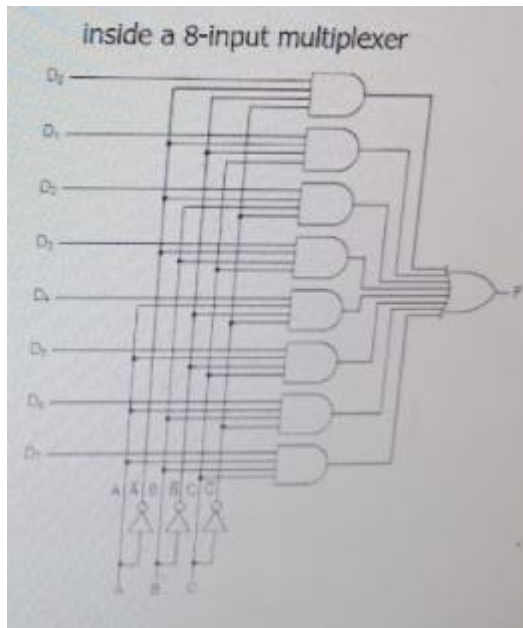 inside a 8-input multiplexer
D₀
D₁
D₂
D₃
D₄
D₅
D₆
D₇
F
A A̅ B B̅ C C̅
A B C